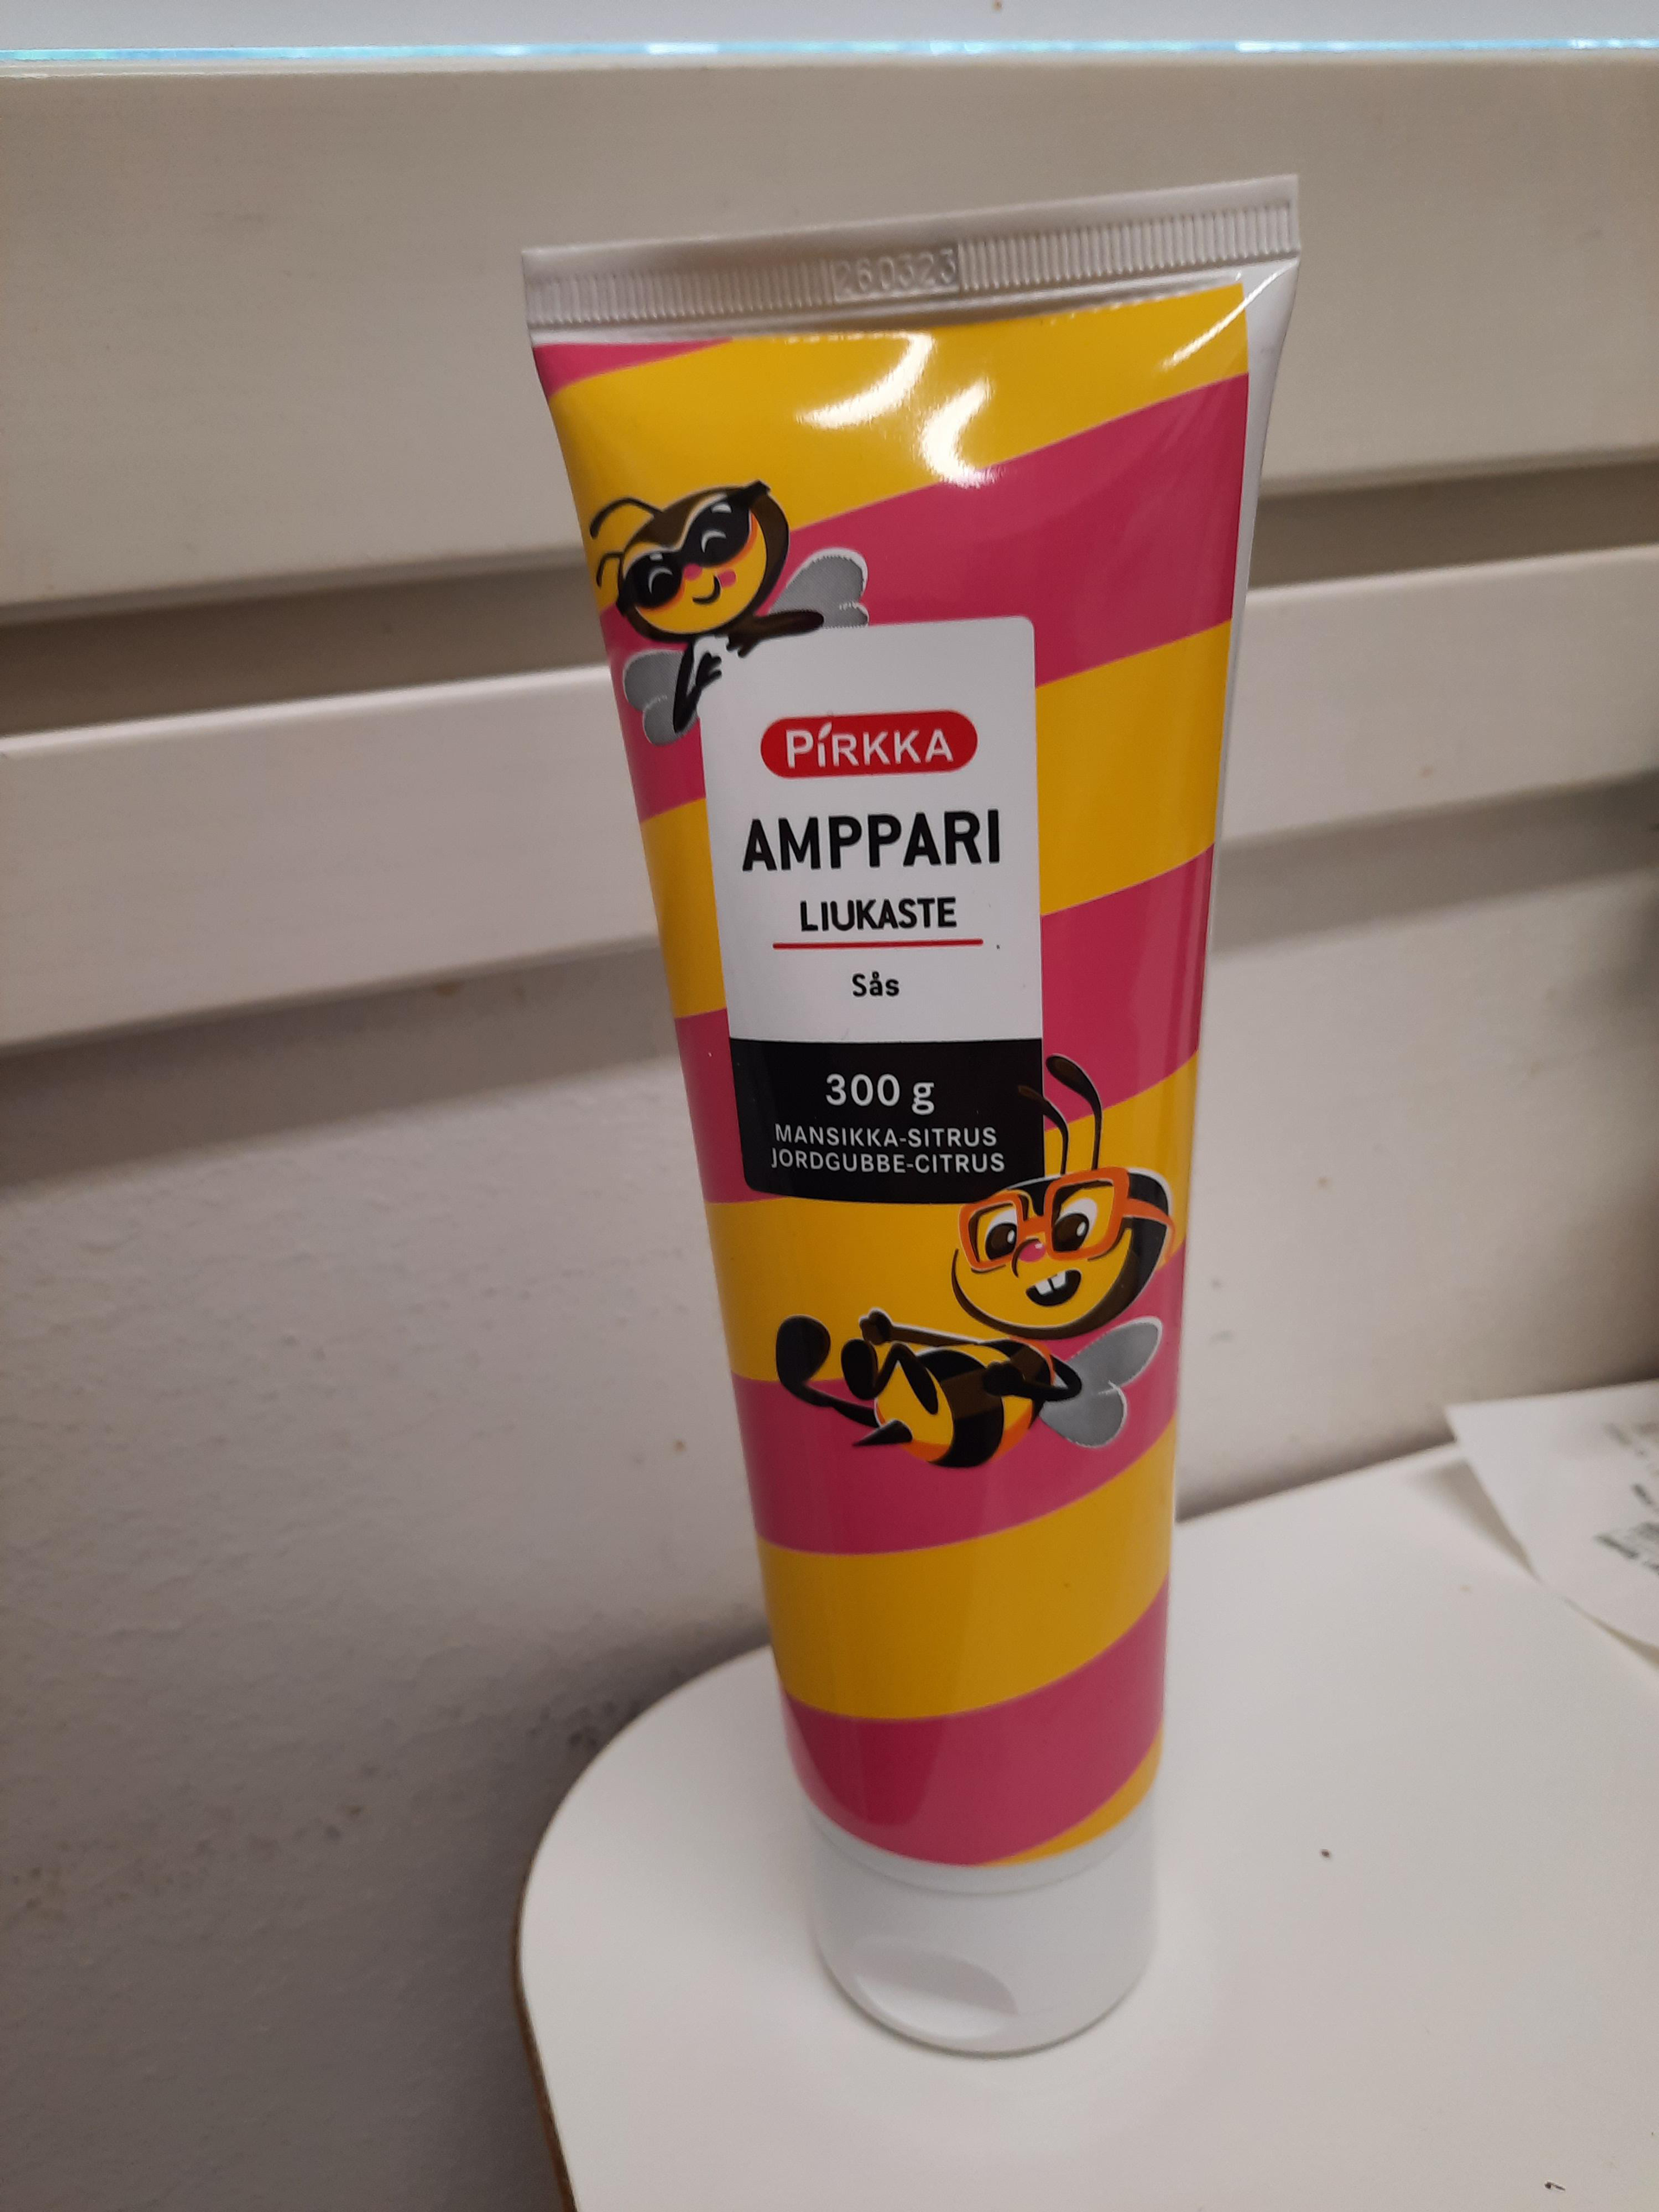 260323
PIRKKA
AMPPARI
LIUKASTE
Sås
300 g
MANSIKKA-SITRUS
JORDGUBBE-CITRUS